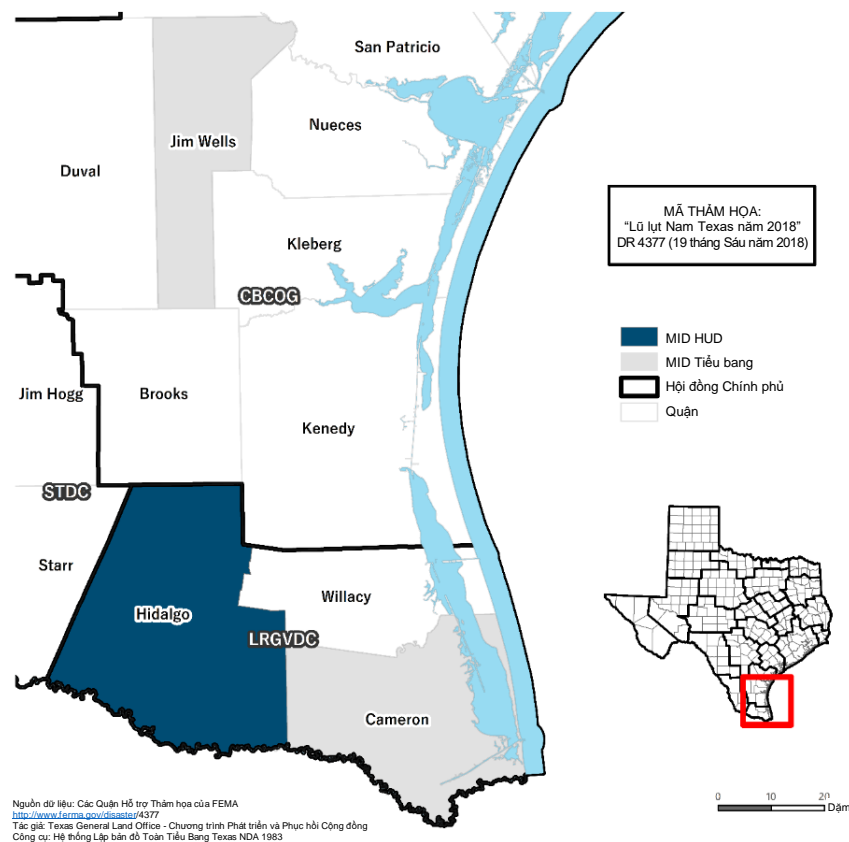 San Patricio
Nueces
Jim Wells
Duval
MÃ THẢM HỌA:
“Lũ lụt Nam Texas năm 2018”
DR 4377 (19 tháng Sáu năm 2018)
Kleberg
CBCOG
MID HUD
MID Tiểu bang
Hội đồng Chính phủ
Quận
Jim Hogg
Brooks
Kenedy
STDC
Starr
Hidalgo
Willacy
LRGVDC
Cameron
0 10 20
Dặm
Nguồn dữ liệu: Các Quận Hỗ trợ Thảm họa của FEMA
http://www.ferma.gov/disaster/4377
Tác giả: Texas General Land Office - Chương trình Phát triển và Phục hồi Cộng đồng
Công cụ: Hệ thống Lập bản đồ Toàn Tiểu Bang Texas NDA 1983